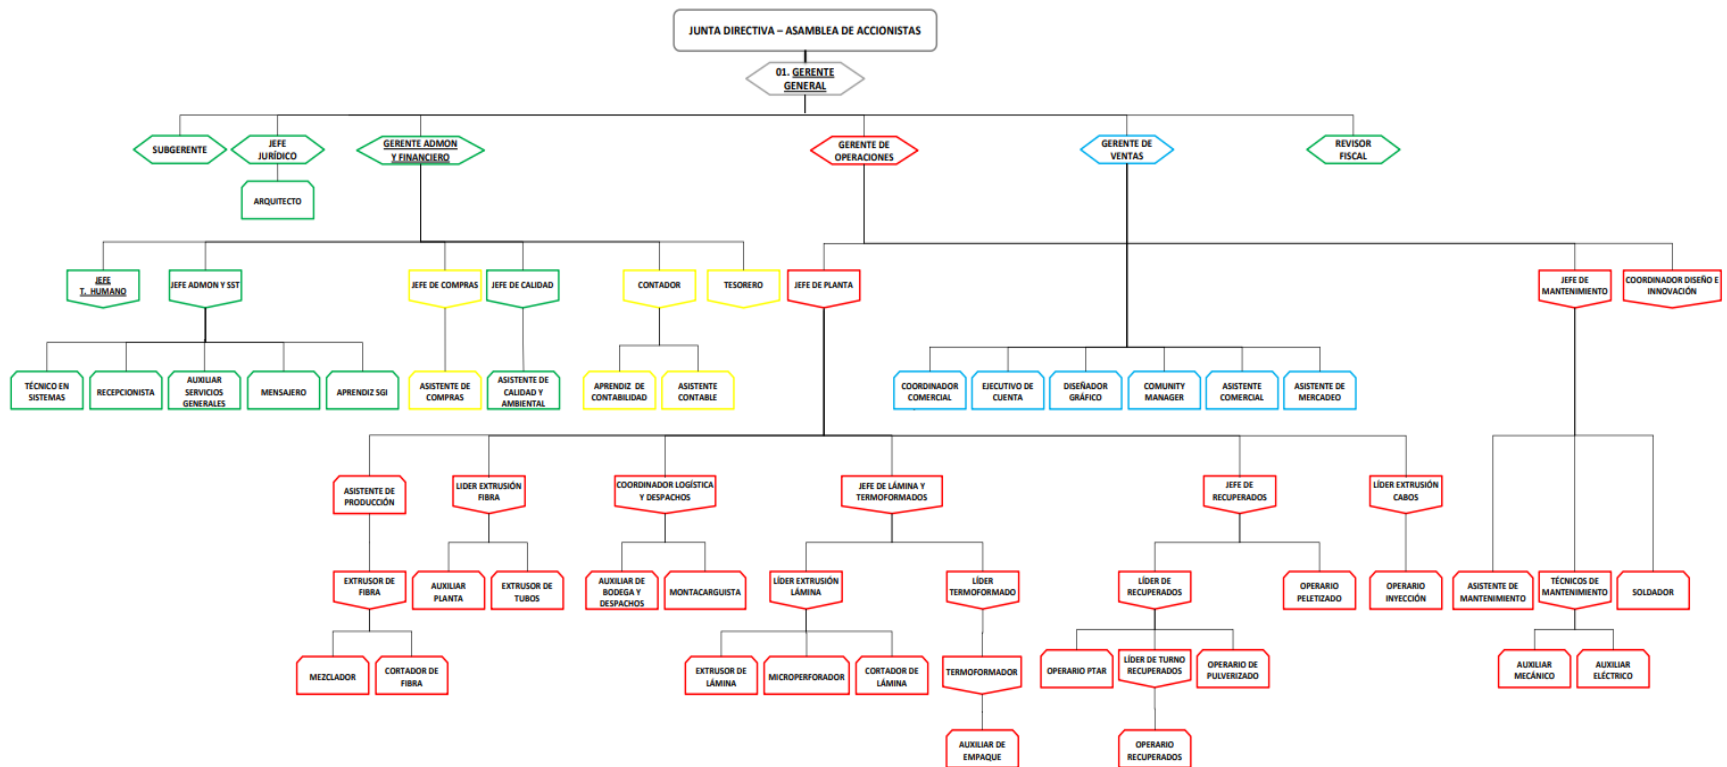 JUNTA DIRECTIVA – ASAMBLEA DE ACCIONISTAS
01. GERENTE
GENERAL
SUBGERENTE
JEFE
JURÍDICO
GERENTE ADMON
Y FINANCIERO
GERENTE DE
OPERACIONES
GERENTE DE
VENTAS
REVISOR
FISCAL
ARQUITECTO
JEFE
T. HUMANO
JEFE ADMON Y SST
JEFE DE COMPRAS
JEFE DE CALIDAD
CONTADOR
TESORERO
JEFE DE PLANTA
JEFE DE
MANTENIMIENTO
COORDINADOR DISEÑO E
INNOVACIÓN
TÉCNICO EN
SISTEMAS
RECEPCIONISTA
AUXILIAR
SERVICIOS
GENERALES
MENSAJERO
APRENDIZ SGI
ASISTENTE DE
COMPRAS
ASISTENTE DE
CALIDAD Y
AMBIENTAL
APRENDIZ DE
CONTABILIDAD
ASISTENTE
CONTABLE
COORDINADOR
COMERCIAL
EJECUTIVO DE
CUENTA
DISEÑADOR
GRÁFICO
COMUNITY
MANAGER
ASISTENTE
COMERCIAL
ASISTENTE DE
MERCADEO
ASISTENTE DE
PRODUCCIÓN
LIDER EXTRUSIÓN
FIBRA
COORDINADOR LOGÍSTICA
Y DESPACHOS
JEFE DE LÁMINA Y
TERMOFORMADOS
JEFE DE
RECUPERADOS
LÍDER EXTRUSIÓN
CABOS
EXTRUSOR DE
FIBRA
AUXILIAR
PLANTA
EXTRUSOR DE
TUBOS
AUXILIAR DE
BODEGA Y
DESPACHOS
MONTACARGUISTA
LÍDER EXTRUSIÓN
LÁMINA
LÍDER
TERMOFORMADO
LÍDER DE
RECUPERADOS
OPERARIO
PELETIZADO
OPERARIO
INYECCIÓN
ASISTENTE DE
MANTENIMIENTO
TÉCNICOS DE
MANTENIMIENTO
SOLDADOR
MEZCLADOR
CORTADOR DE
FIBRA
EXTRUSOR DE
LÁMINA
MICROPERFORADOR
CORTADOR DE
LÁMINA
TERMOFORMADOR
OPERARIO PTAR
LÍDER DE TURNO
RECUPERADOS
OPERARIO DE
PULVERIZADO
AUXILIAR
MECÁNICO
AUXILIAR
ELÉCTRICO
AUXILIAR DE
EMPAQUE
OPERARIO
RECUPERADOS